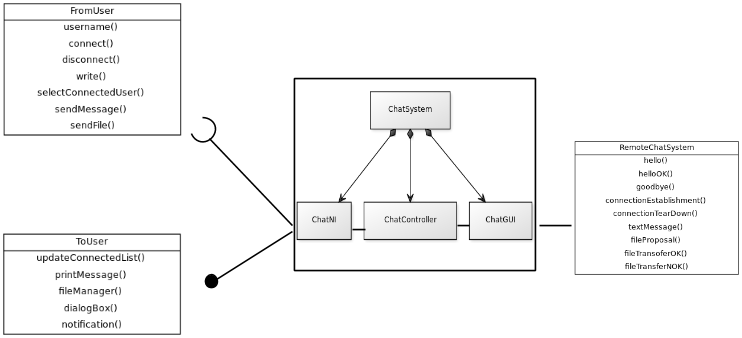 FromUser
username()
connect()
disconnect()
write()
selectConnectedUser()
sendMessage()
sendFile()
ToUser
updateConnectedList()
printMessage()
fileManager()
dialogBox()
notification()
ChatSystem
ChatNI
ChatController
ChatGUI
RemoteChatSystem
hello()
helloOK()
goodbye()
connectionEstablishment()
connectionTearDown()
textMessage()
fileProposal()
fileTransoferOK()
fileTransferNOK()